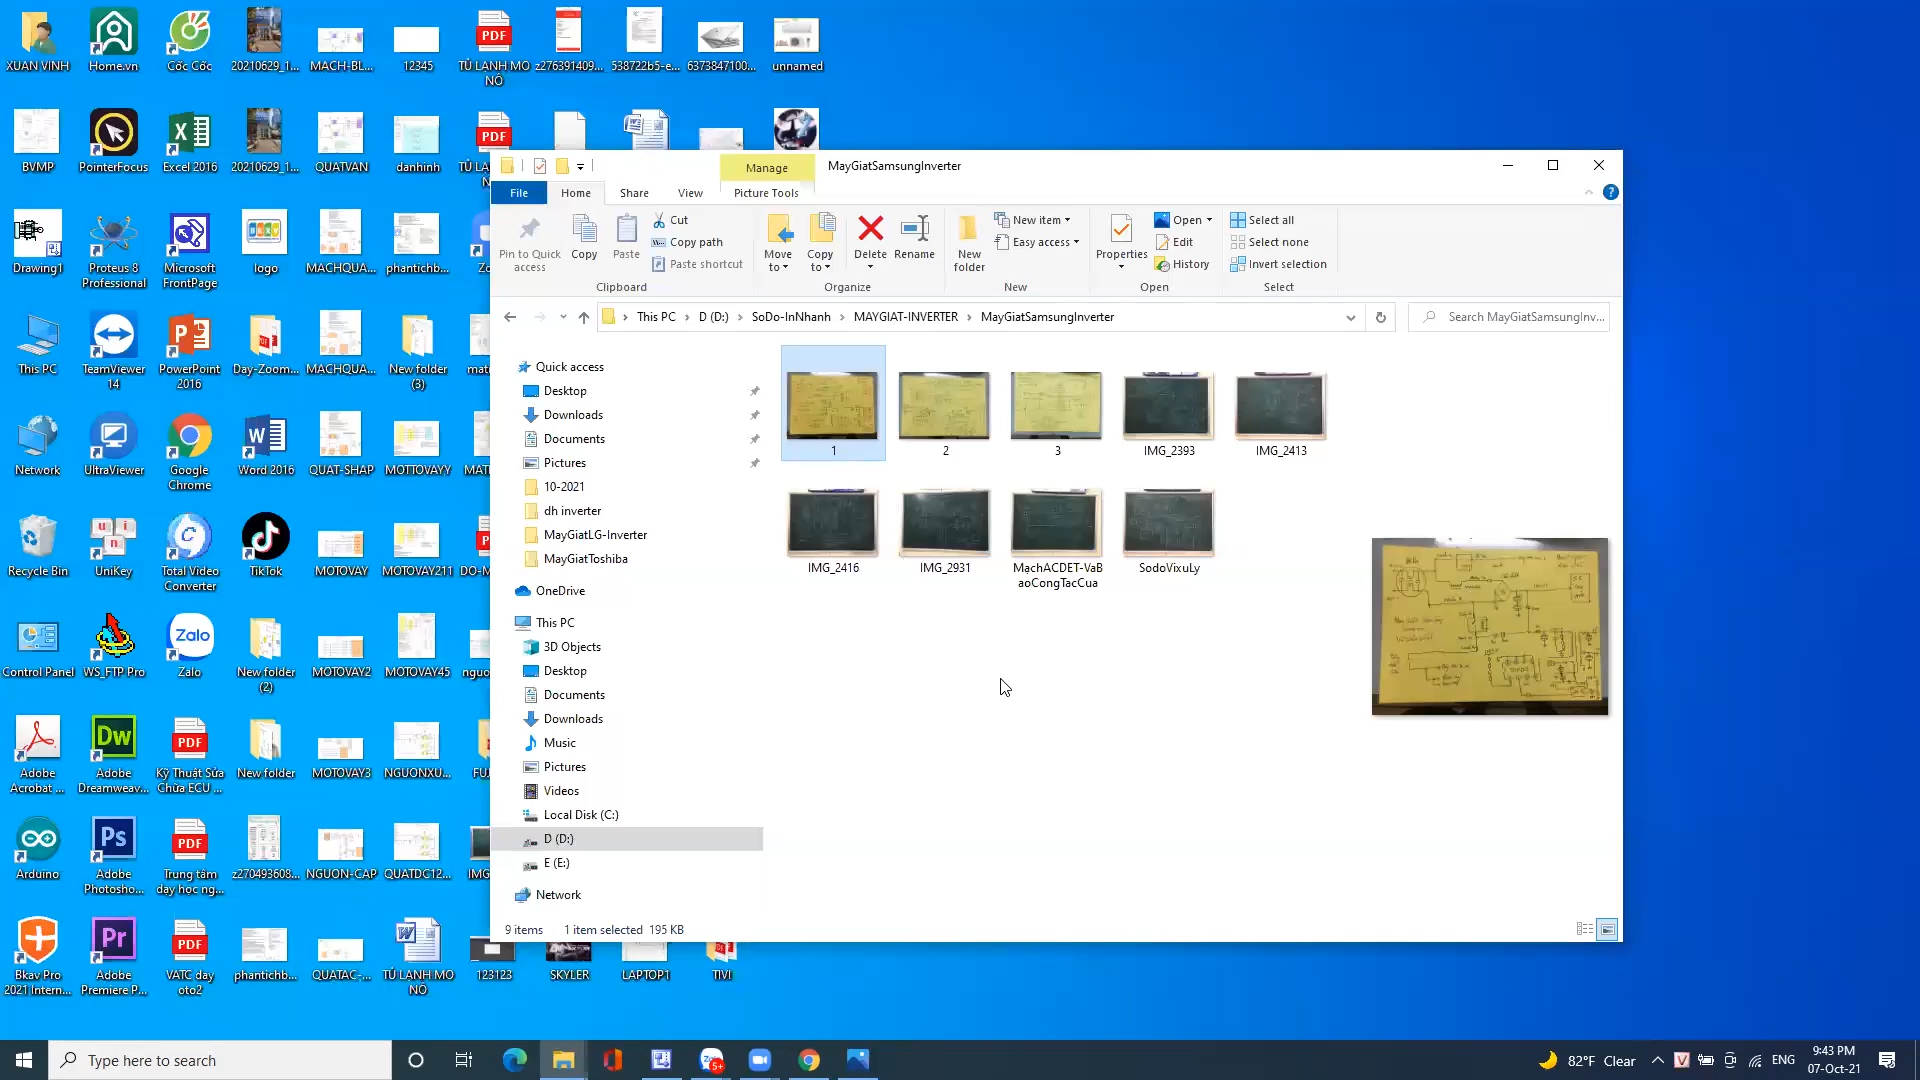 XUAN VINH
Home.vn
Cốc Cốc
20210629_1...
MACH-BL...
12345
TỦ LẠNH MO NO
z276391409...
538722b5-e...
6373847100...
unnamed
BVMP
PointerFocus
Excel 2016
20210629_1...
QUATVAN
danhinh
Drawing1
Proteus 8 Professional
Microsoft FrontPage
logo
MACHQUA...
phantichb...
This PC
TeamViewer 14
PowerPoint 2016
Day-Zoom...
MACHQUA...
New folder (3)
Network
UltraViewer
Google Chrome
Word 2016
QUAT-SHAP
MOTTOVAYY
Recycle Bin
UniKey
Total Video Converter
TikTok
MOTOVAY
MOTOVAY211
Control Panel
WS_FTP Pro
Zalo
New folder (2)
MOTOVAY2
MOTOVAY45
Adobe Acrobat ...
Adobe Dreamweav...
Kỹ Thuật Sửa Chữa ECU ...
New folder
MOTOVAY3
NGUONXU...
Arduino
Adobe Photosho...
Trung tâm day học ng...
z270493608...
NGUON-CAP
QUATDC12...
Bkav Pro 2021 Intern...
Adobe Premiere P...
VATC day oto2
phantichb...
QUATAC-...
TỦ LẠNH MO NO
123123
SKYLER
LAPTOP1
TIVI
Manage
MayGiatSamsungInverter
File
Home
Share
View
Picture Tools
Pin to Quick access
Copy
Paste
Cut
Copy path
Paste shortcut
Clipboard
Move to
Copy to
Delete
Rename
Organize
New folder
New item
Easy access
New
Properties
Open
Edit
History
Open
Select all
Select none
Invert selection
Select
This PC > D (D:) > SoDo-InNhanh > MAYGIAT-INVERTER > MayGiatSamsungInverter
Search MayGiatSamsungInv...
Quick access
Desktop
Downloads
Documents
Pictures
10-2021
dh inverter
MayGiatLG-Inverter
MayGiatToshiba
OneDrive
This PC
3D Objects
Desktop
Documents
Downloads
Music
Pictures
Videos
Local Disk (C:)
D (D:)
E (E:)
Network
1
2
3
IMG_2393
IMG_2413
IMG_2416
IMG_2931
MạchACDET-VaBaoCongTacCua
SodoVixuLy
9 items
1 item selected 195 KB
Type here to search
82°F Clear
ENG
9:43 PM
07-Oct-21